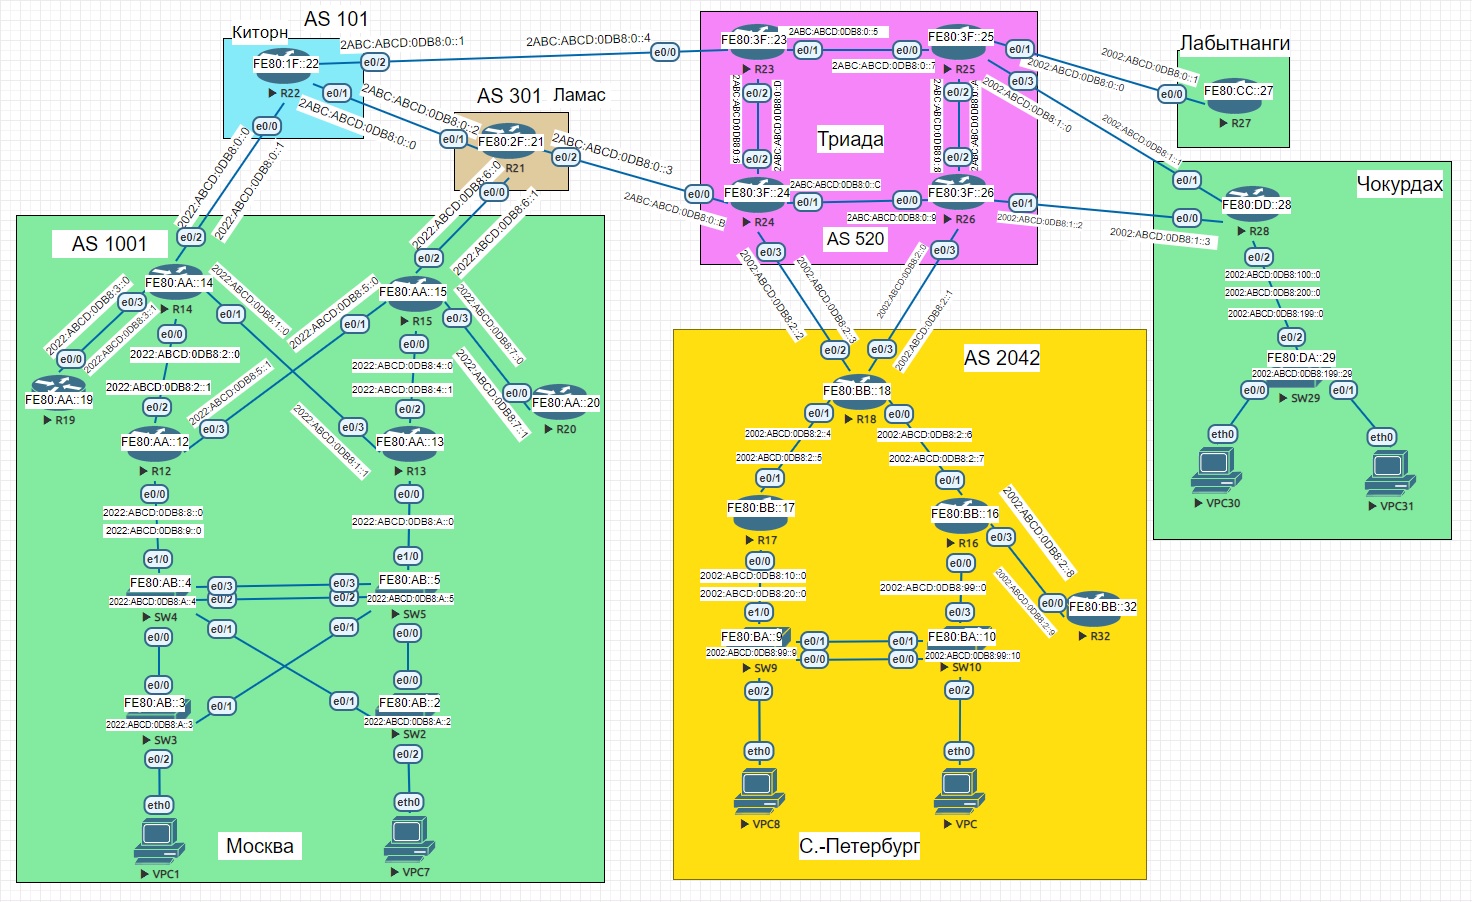 AS 101
Киторн
FE80:1F::22
R22
e0/2
2ABC:ABCD:0DB8:0::1
2ABC:ABCD:0DB8:0::4
e0/0
e0/1
2ABC:ABCD:0DB8:0::2
2ABC:ABCD:0DB8:0::0
e0/1
e0/0
2022:ABCD:0DB8:0::0
2022:ABCD:0DB8:0::1
e0/2
AS 301
Ламас
FE80:2F::21
R21
e0/2
2ABC:ABCD:0DB8:0::3
e0/0
2ABC:ABCD:0DB8:0::B
e0/0
2022:ABCD:0DB8:6::0
2022:ABCD:0DB8:6::1
e0/2
FE80:3F::23
R23
e0/1
2ABC:ABCD:0DB8:0::5
e0/0
2ABC:ABCD:0DB8:0::7
FE80:3F::25
R25
e0/2
2ABC:ABCD:0DB8:0::D
2ABC:ABCD:0DB8:0::6
e0/2
e0/2
2ABC:ABCD:0DB8:0::A
2ABC:ABCD:0DB8:0::8
e0/2
Триада
FE80:3F::24
R24
e0/1
2ABC:ABCD:0DB8:0::C
e0/0
2ABC:ABCD:0DB8:0::9
FE80:3F::26
R26
AS 520
e0/1
2002:ABCD:0DB8:0::1
2002:ABCD:0DB8:0::0
e0/0
e0/3
2002:ABCD:0DB8:1::0
2002:ABCD:0DB8:1::1
e0/1
e0/1
2002:ABCD:0DB8:1::2
2002:ABCD:0DB8:1::3
e0/0
e0/3
2002:ABCD:0DB8:2::2
2002:ABCD:0DB8:2::3
e0/2
e0/3
2002:ABCD:0DB8:2::0
2002:ABCD:0DB8:2::1
e0/3
Лабытнанги
FE80:CC::27
R27
Чокурдах
FE80:DD::28
R28
e0/2
2002:ABCD:0DB8:100::0
2002:ABCD:0DB8:200::0
2002:ABCD:0DB8:199::0
e0/2
FE80:DA::29
2002:ABCD:0DB8:199::29
SW29
e0/0
e0/1
eth0
eth0
VPC30
VPC31
AS 1001
FE80:AA::14
R14
e0/3
2022:ABCD:0DB8:3::0
2022:ABCD:0DB8:3::1
e0/0
FE80:AA::19
R19
e0/1
2022:ABCD:0DB8:1::0
2022:ABCD:0DB8:1::1
e0/3
e0/0
2022:ABCD:0DB8:2::0
2022:ABCD:0DB8:2::1
e0/2
FE80:AA::15
R15
e0/1
2022:ABCD:0DB8:5::0
2022:ABCD:0DB8:5::1
e0/3
e0/0
2022:ABCD:0DB8:4::0
2022:ABCD:0DB8:4::1
e0/2
e0/3
2022:ABCD:0DB8:7::0
2022:ABCD:0DB8:7::1
e0/0
FE80:AA::20
R20
FE80:AA::12
R12
e0/0
2022:ABCD:0DB8:8::0
2022:ABCD:0DB8:9::0
e1/0
FE80:AA::13
R13
e0/0
2022:ABCD:0DB8:A::0
e1/0
FE80:AB::4
2022:ABCD:0DB8:A::4
SW4
e0/3
e0/3
e0/2
e0/2
FE80:AB::5
2022:ABCD:0DB8:A::5
SW5
e0/0
e0/1
e0/1
e0/0
e0/0
e0/1
e0/1
e0/0
FE80:AB::3
2022:ABCD:0DB8:A::3
SW3
FE80:AB::2
2022:ABCD:0DB8:A::2
SW2
e0/2
e0/2
eth0
eth0
VPC1
VPC7
Москва
AS 2042
FE80:BB::18
R18
e0/1
2002:ABCD:0DB8:2::4
2002:ABCD:0DB8:2::5
e0/1
e0/0
2002:ABCD:0DB8:2::6
2002:ABCD:0DB8:2::7
e0/1
FE80:BB::17
R17
FE80:BB::16
R16
e0/3
2002:ABCD:0DB8:2::8
2002:ABCD:0DB8:2::9
e0/0
FE80:BB::32
R32
e0/0
2002:ABCD:0DB8:10::0
2002:ABCD:0DB8:20::0
e1/0
e0/0
2002:ABCD:0DB8:99::0
e0/3
FE80:BA::9
2002:ABCD:0DB8:99::9
SW9
e0/1
e0/1
e0/0
e0/0
FE80:BA::10
2002:ABCD:0DB8:99::10
SW10
e0/2
e0/2
eth0
eth0
VPC8
VPC
С.-Петербург